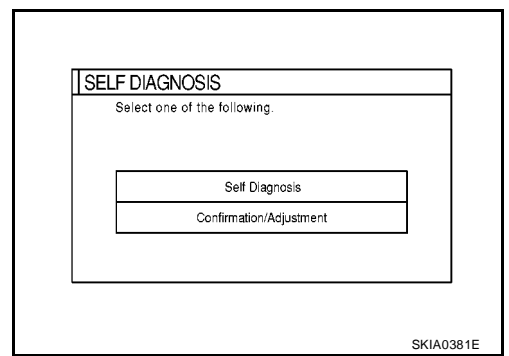 SELF DIAGNOSIS
Select one of the following.
Self Diagnosis
Confirmation/Adjustment
SKIA0381E